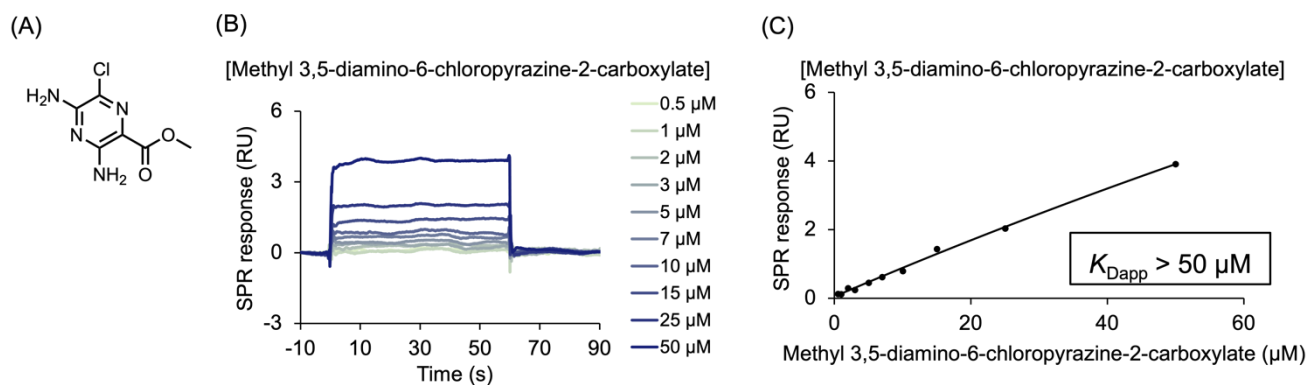 (A)
Cl
H₂N
N
N
O
NH₂
O
(B)
[Methyl 3,5-diamino-6-chloropyrazine-2-carboxylate]
SPR response (RU)
6
3
0
-3
-10
10
30
50
70
90
Time (s)
0.5 μM
1 μM
2 μM
3 μM
5 μM
7 μM
10 μM
15 μM
25 μM
50 μM
(C)
[Methyl 3,5-diamino-6-chloropyrazine-2-carboxylate]
SPR response (RU)
6
4
2
0
0
20
40
60
K_Dapp > 50 μM
Methyl 3,5-diamino-6-chloropyrazine-2-carboxylate (μM)